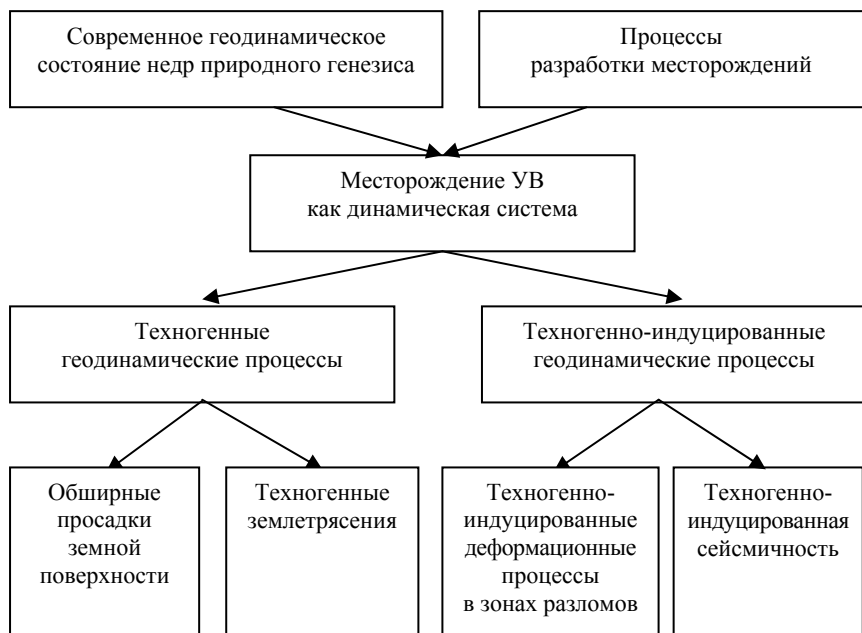 Современное геодинамическое
состояние недр природного генезиса
Процессы
разработки месторождений
Месторождение УВ
как динамическая система
Техногенные
геодинамические процессы
Техногенно-индуцированные
геодинамические процессы
Обширные
просадки
земной
поверхности
Техногенные
землетрясения
Техногенно-
индуцированные
деформационные
процессы
в зонах разломов
Техногенно-
индуцированная
сейсмичность